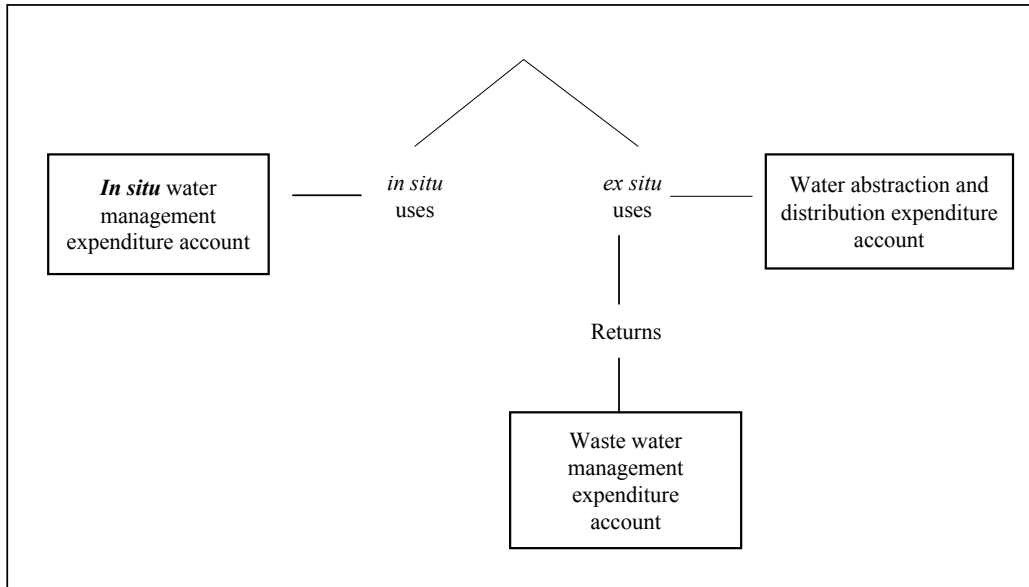 In situ water
management
expenditure account
in situ
uses
ex situ
uses
Water abstraction and
distribution expenditure
account
Returns
Waste water
management
expenditure
account